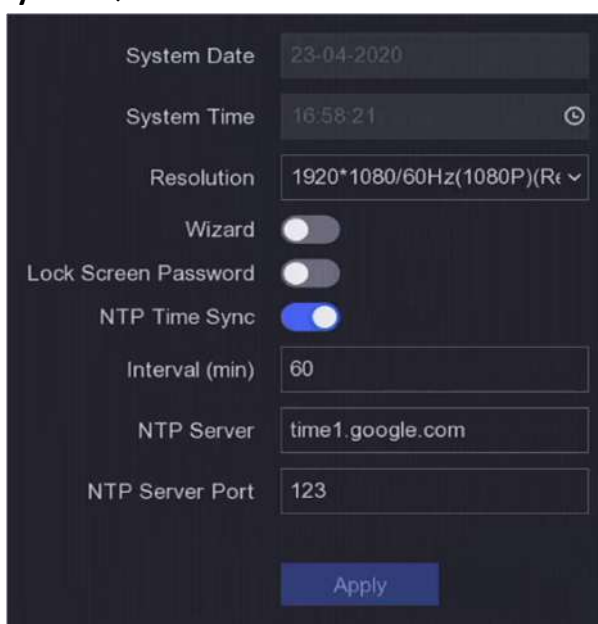 System Date 23-04-2020
System Time 16:58:21
Resolution 1920*1080/60Hz(1080P)(Re
Wizard
Lock Screen Password
NTP Time Sync
Interval (min) 60
NTP Server time1.google.com
NTP Server Port 123
Apply